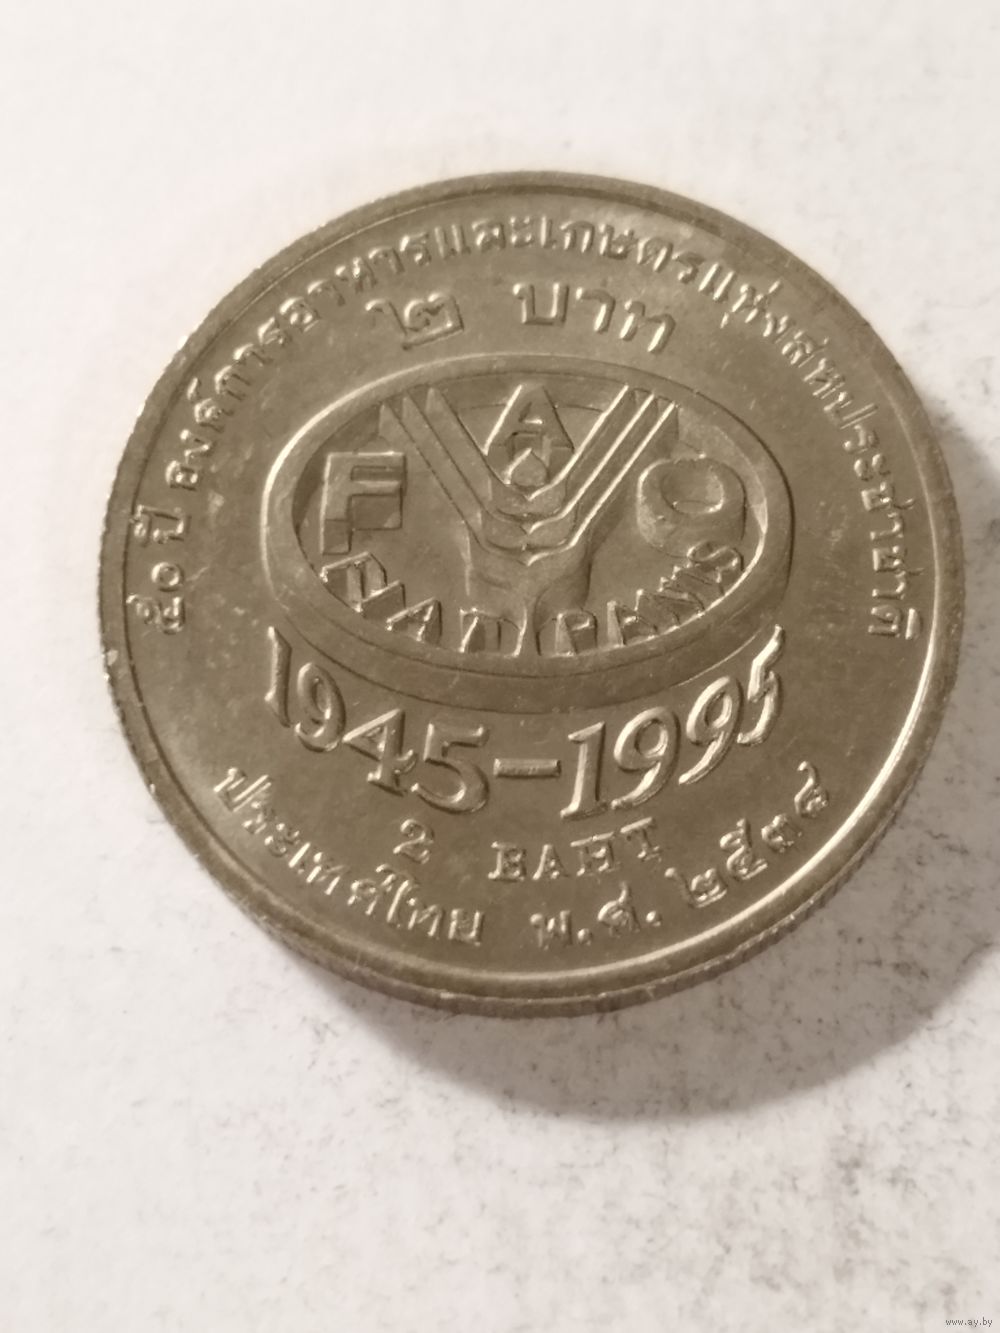 ๕๐ ปี องค์การอาหารและเกษตรแห่งสหประชาชาติ
๒ บาท
F A O
FIAT PANIS
1945-1995
2 BAHT
ประเทศไทย พ.ศ. ๒๕๓๘
www.ay.by